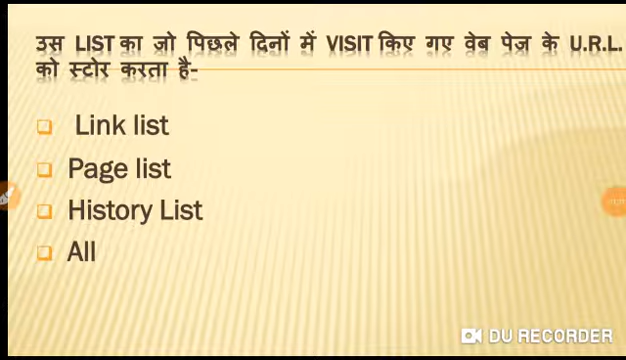 उस LIST का जो पिछले दिनों में VISIT किए गए वेब पेज के U.R.L.
को स्टोर करता है-
Link list
Page list
History List
All
DU RECORDER